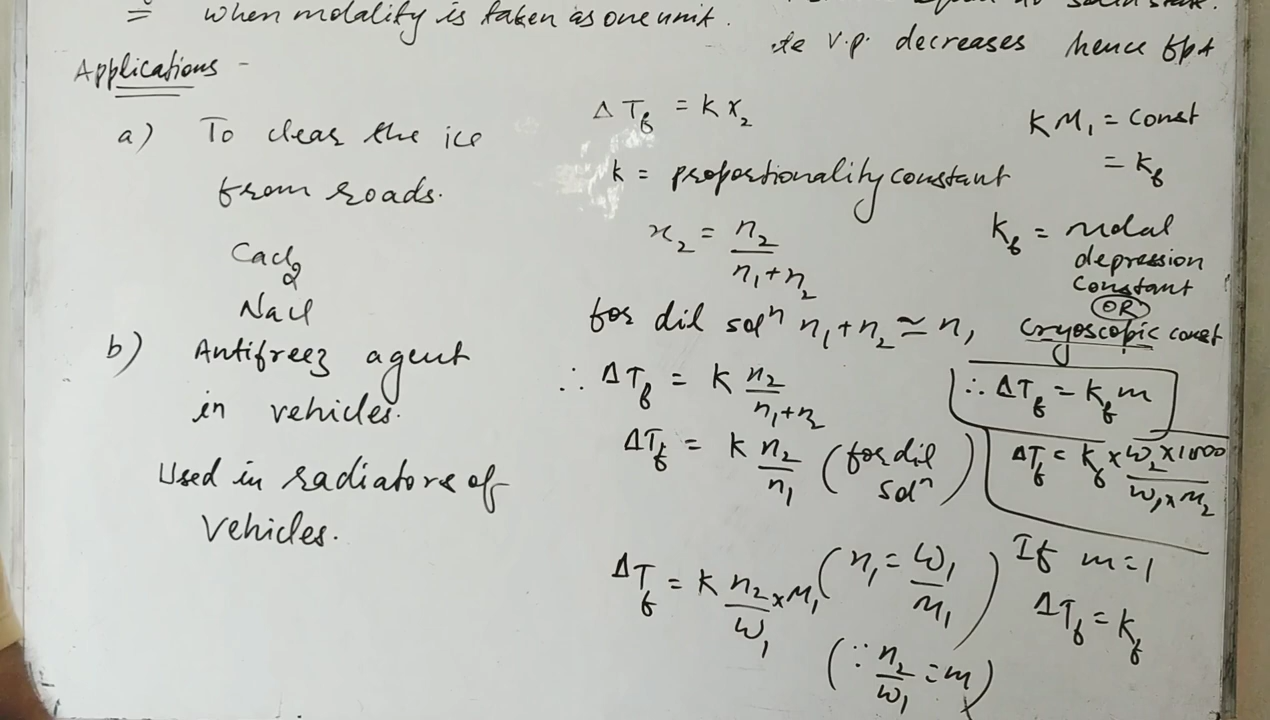 = when molality is taken as one unit.
te v.p. decreases hence fpt
Applications -
a) To clear the ice
from roads.
CaCl2
NaCl
b) Antifreez agent
in vehicles.
Used in radiators of
vehicles.
ΔTf = K x2
K = proportionality constant
x2 = n2/(n1+n2)
for dil solⁿ n1+n2 ≃ n1
∴ ΔTf = K n2/(n1+n2)
ΔTf = K n2/n1 (for dil solⁿ)
ΔTf = K n2/w1 × M1 (n1 = w1/M1)
(∵ n2/w1 = m)
KM1 = const
= Kf
Kf = molal
depression
constant
OR
cryoscopic const
∴ ΔTf = Kf m
ΔTf = Kf × w2×1000/(w1×M2)
If m=1
ΔTf = Kf